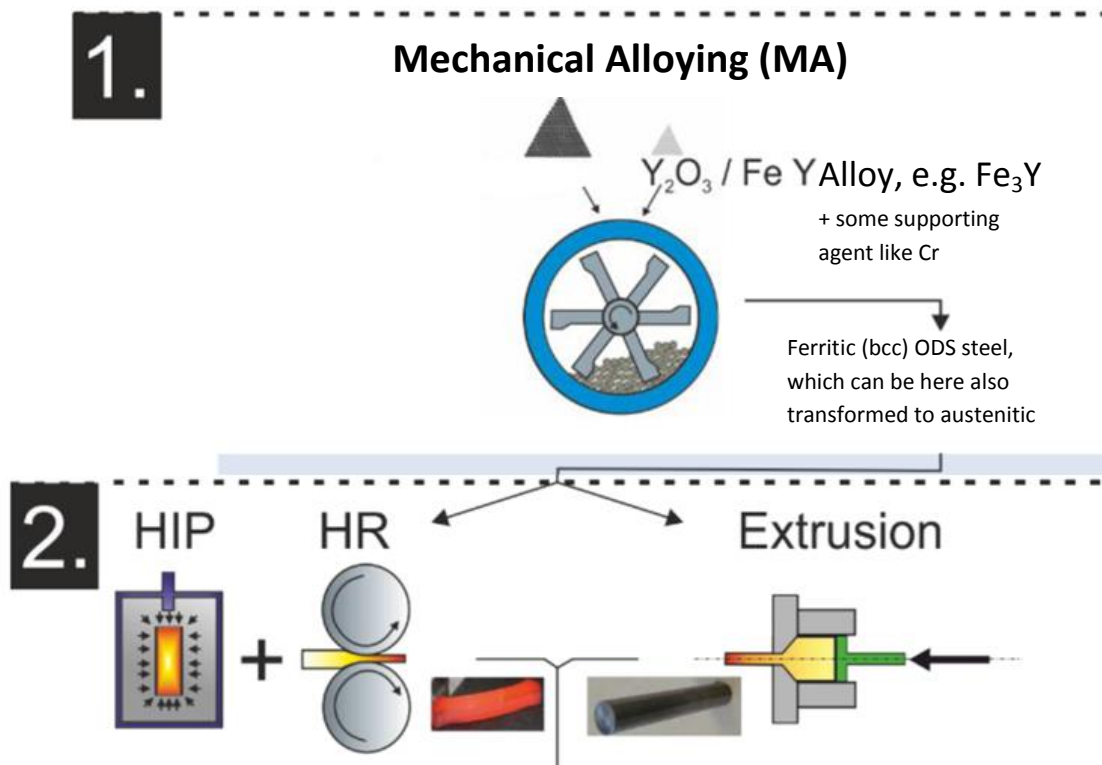 1.
Mechanical Alloying (MA)
Y₂O₃ / Fe Y Alloy, e.g. Fe₃Y
+ some supporting
agent like Cr
Ferritic (bcc) ODS steel,
which can be here also
transformed to austenitic
2.
HIP
HR
Extrusion
+